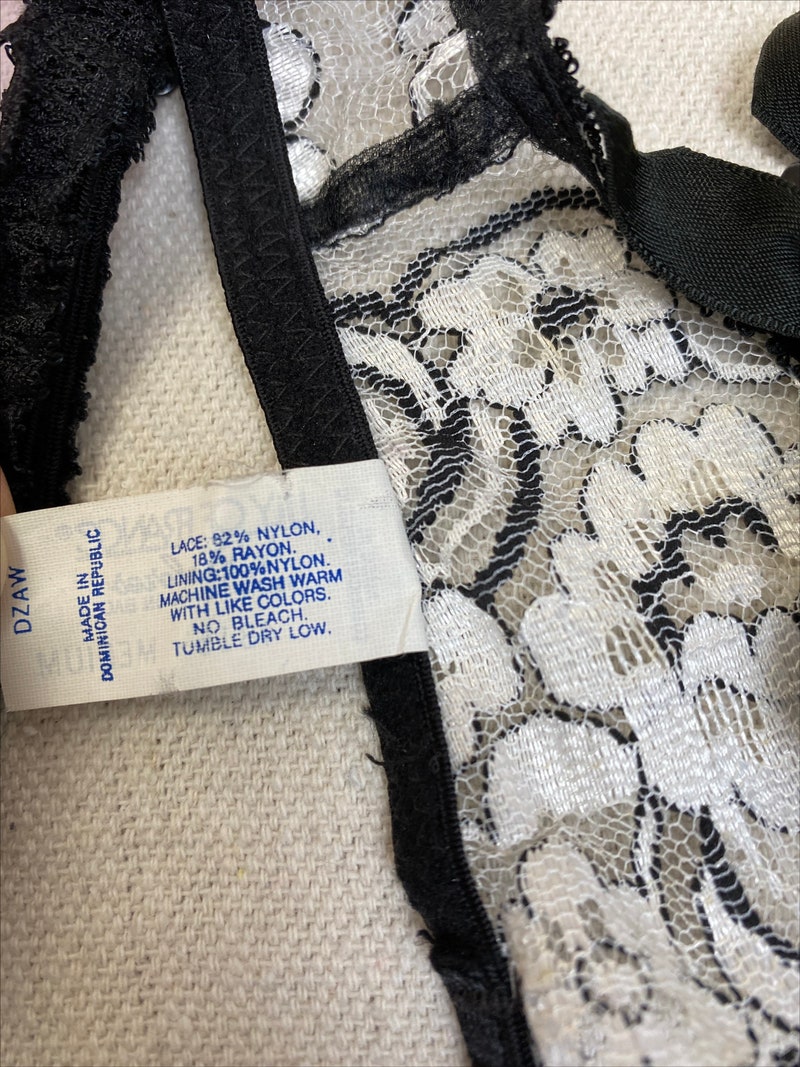 LACE: 82% NYLON,
18% RAYON.
LINING:100%NYLON.
MACHINE WASH WARM
WITH LIKE COLORS.
NO BLEACH.
TUMBLE DRY LOW.
MADE IN
DOMINICAN REPUBLIC
DZAW
MEDIUM